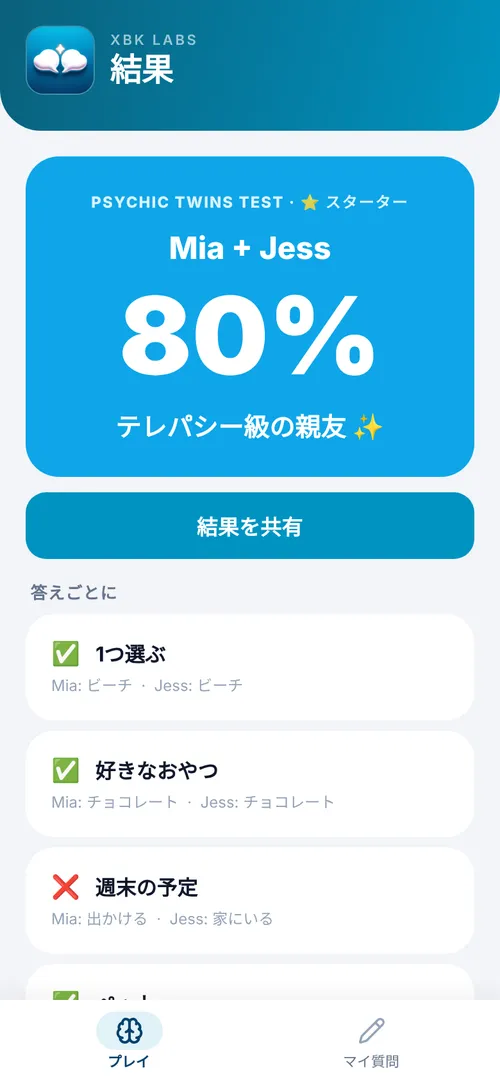 XBK LABS
結果
PSYCHIC TWINS TEST · ⭐ スターター
Mia + Jess
80%
テレパシー級の親友 ✨
結果を共有
答えごとに
✅ 1つ選ぶ
Mia: ビーチ · Jess: ビーチ
✅ 好きなおやつ
Mia: チョコレート · Jess: チョコレート
❌ 週末の予定
Mia: 出かける · Jess: 家にいる
プレイ
マイ質問